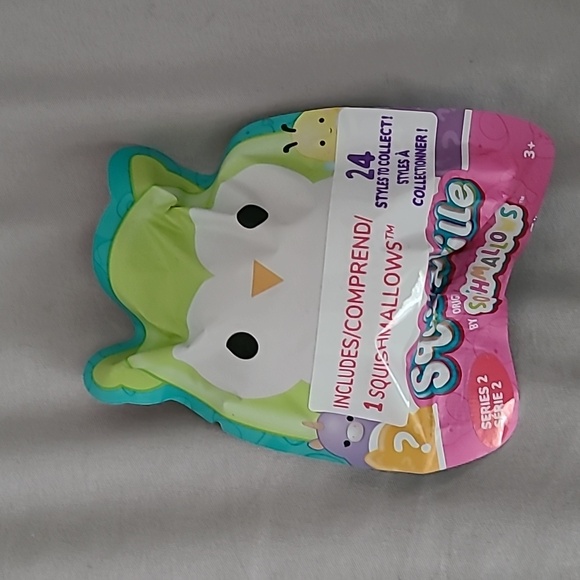 24
STYLES TO COLLECT!
STYLES À
COLLECTIONNER!
INCLUDES/COMPREND/
1 SQUISHMALLOWS™
BY
3+
SERIES 2
SÉRIE 2
?